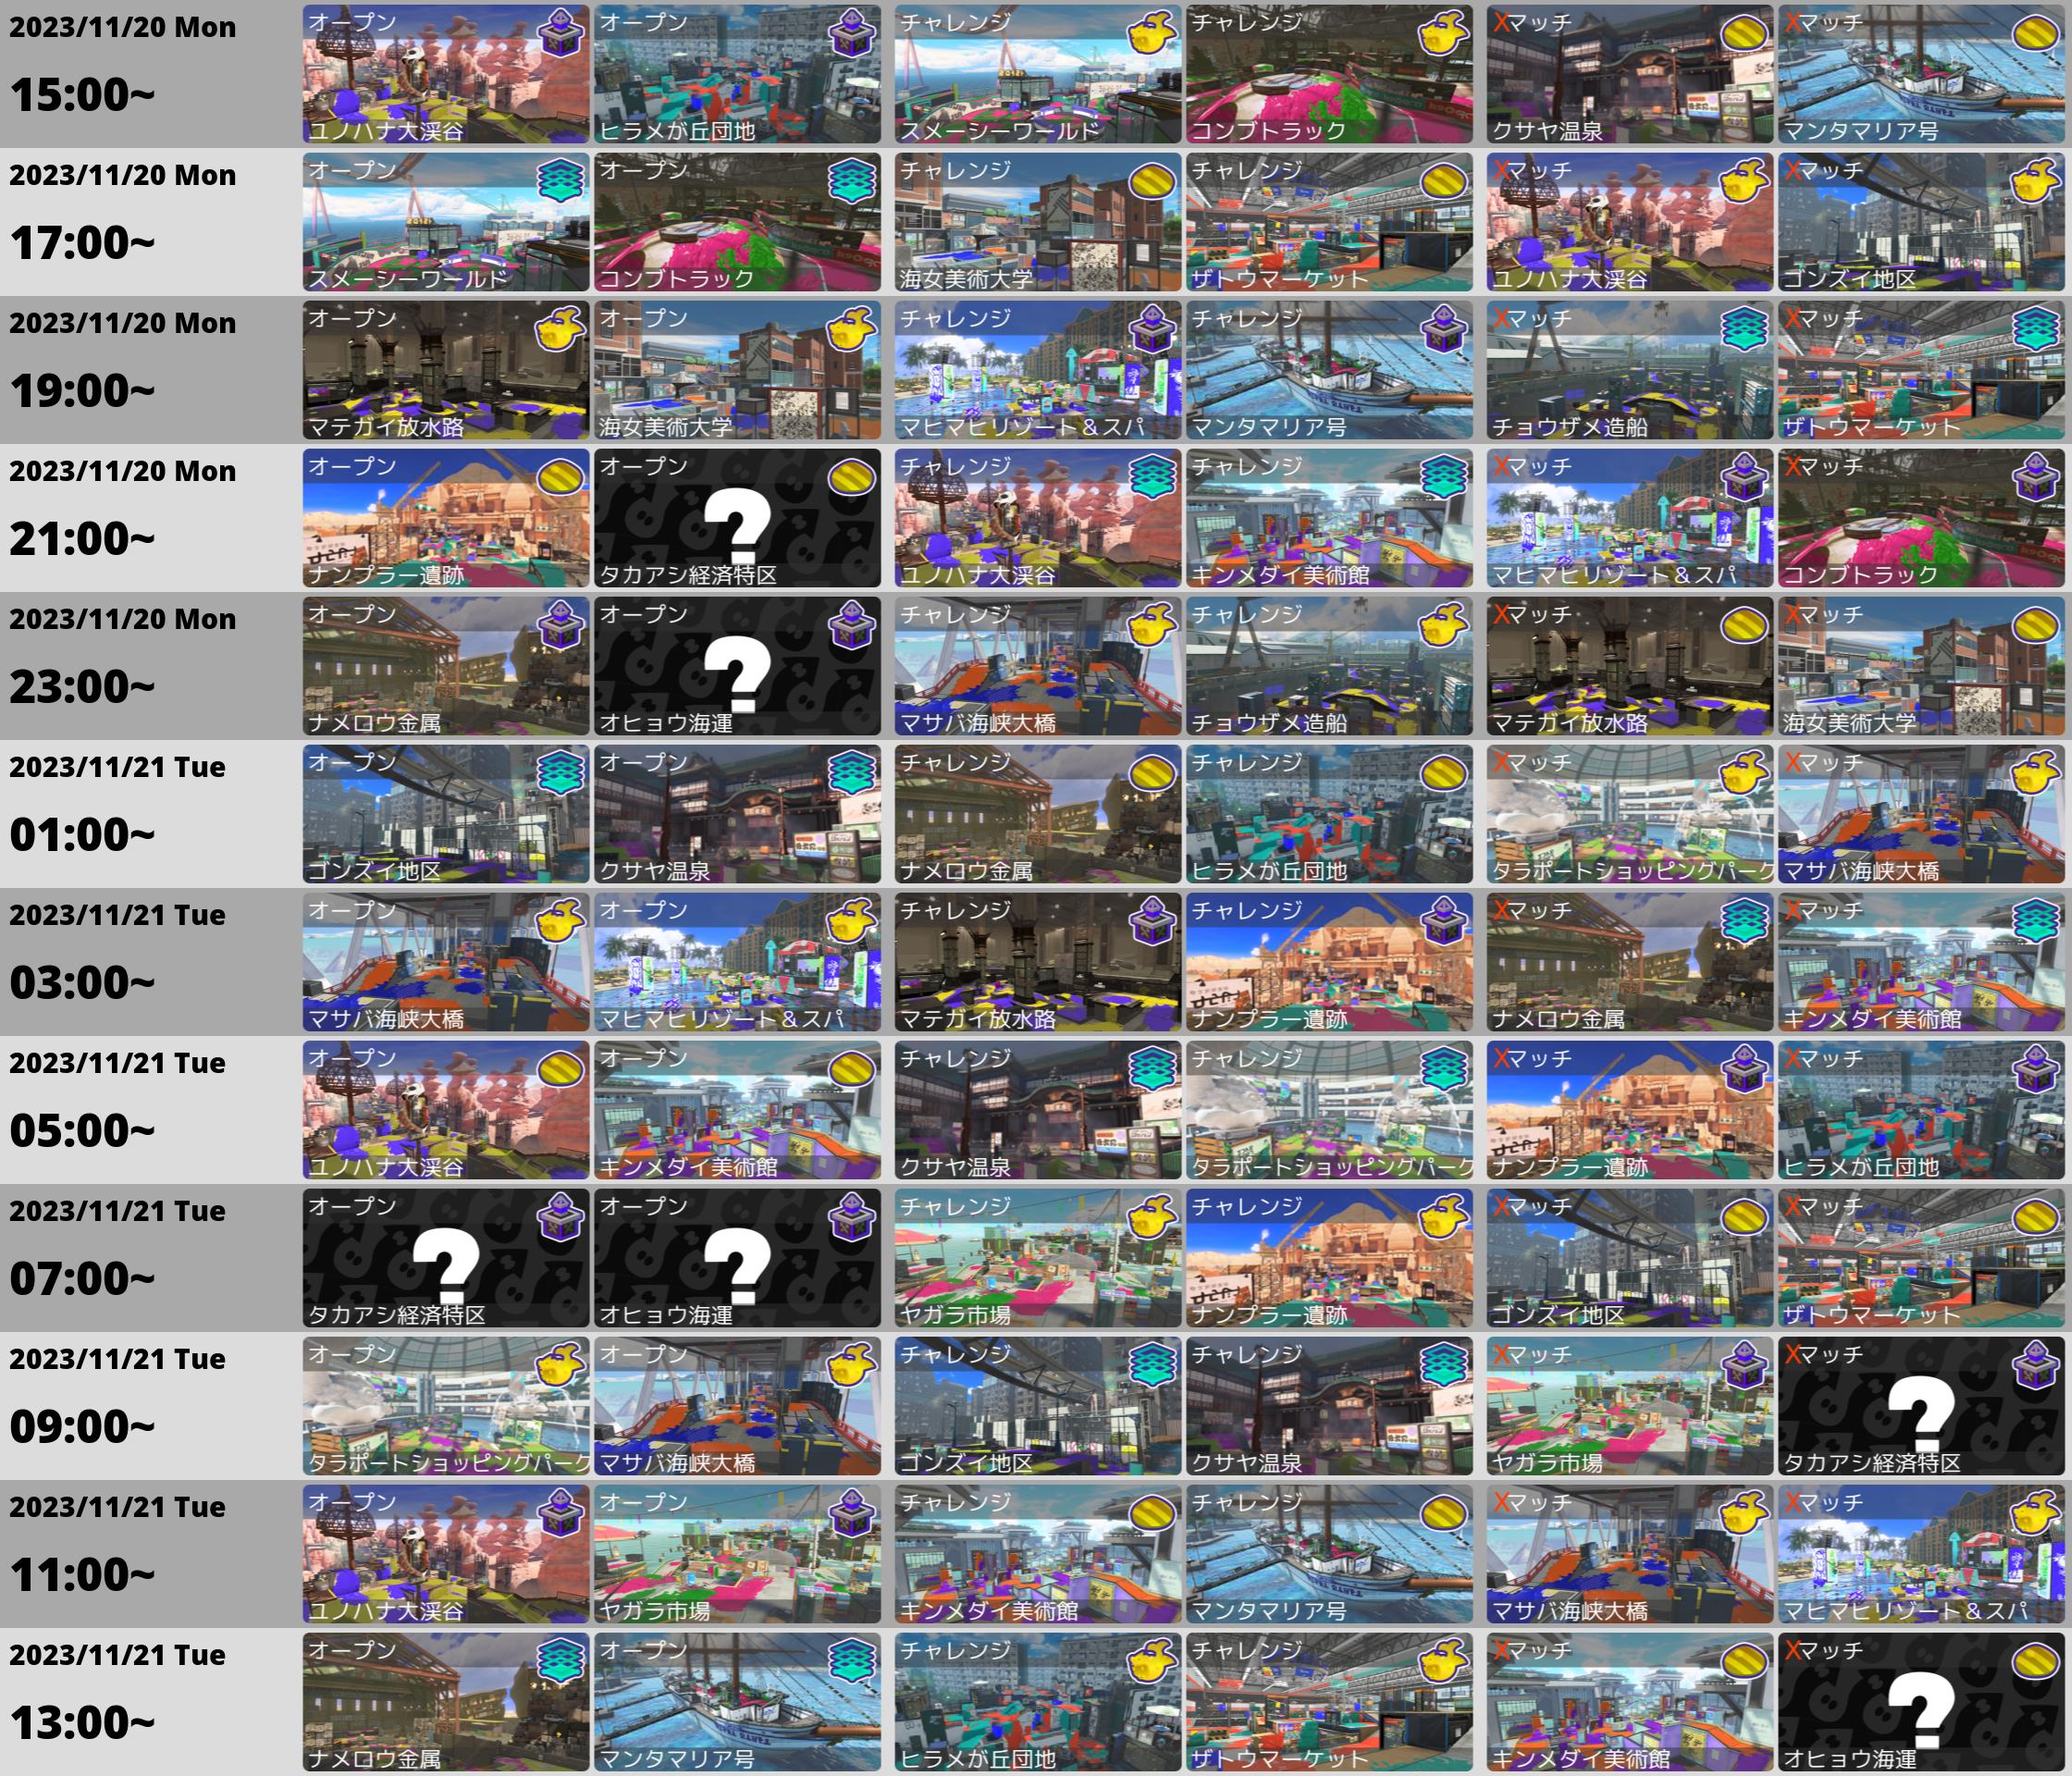 2023/11/20 Mon
15:00~
オープン オープン チャレンジ チャレンジ Xマッチ Xマッチ
ユノハナ大渓谷 ヒラメが丘団地 スメーシーワールド コンブトラック クサヤ温泉 マンタマリア号
2023/11/20 Mon
17:00~
オープン オープン チャレンジ チャレンジ Xマッチ Xマッチ
スメーシーワールド コンブトラック 海女美術大学 ザトウマーケット ユノハナ大渓谷 ゴンズイ地区
2023/11/20 Mon
19:00~
オープン オープン チャレンジ チャレンジ Xマッチ Xマッチ
マテガイ放水路 海女美術大学 マヒマヒリゾート＆スパ マンタマリア号 チョウザメ造船 ザトウマーケット
2023/11/20 Mon
21:00~
オープン オープン チャレンジ チャレンジ Xマッチ Xマッチ
ナンプラー遺跡 タカアシ経済特区 ユノハナ大渓谷 キンメダイ美術館 マヒマヒリゾート＆スパ コンブトラック
2023/11/20 Mon
23:00~
オープン オープン チャレンジ チャレンジ Xマッチ Xマッチ
ナメロウ金属 オヒョウ海運 マサバ海峡大橋 チョウザメ造船 マテガイ放水路 海女美術大学
2023/11/21 Tue
01:00~
オープン オープン チャレンジ チャレンジ Xマッチ Xマッチ
ゴンズイ地区 クサヤ温泉 ナメロウ金属 ヒラメが丘団地 タラポートショッピングパーク マサバ海峡大橋
2023/11/21 Tue
03:00~
オープン オープン チャレンジ チャレンジ Xマッチ Xマッチ
マサバ海峡大橋 マヒマヒリゾート＆スパ マテガイ放水路 ナンプラー遺跡 ナメロウ金属 キンメダイ美術館
2023/11/21 Tue
05:00~
オープン オープン チャレンジ チャレンジ Xマッチ Xマッチ
ユノハナ大渓谷 キンメダイ美術館 クサヤ温泉 タラポートショッピングパーク ナンプラー遺跡 ヒラメが丘団地
2023/11/21 Tue
07:00~
オープン オープン チャレンジ チャレンジ Xマッチ Xマッチ
タカアシ経済特区 オヒョウ海運 ヤガラ市場 ナンプラー遺跡 ゴンズイ地区 ザトウマーケット
2023/11/21 Tue
09:00~
オープン オープン チャレンジ チャレンジ Xマッチ Xマッチ
タラポートショッピングパーク マサバ海峡大橋 ゴンズイ地区 クサヤ温泉 ヤガラ市場 タカアシ経済特区
2023/11/21 Tue
11:00~
オープン オープン チャレンジ チャレンジ Xマッチ Xマッチ
ユノハナ大渓谷 ヤガラ市場 キンメダイ美術館 マンタマリア号 マサバ海峡大橋 マヒマヒリゾート＆スパ
2023/11/21 Tue
13:00~
オープン オープン チャレンジ チャレンジ Xマッチ Xマッチ
ナメロウ金属 マンタマリア号 ヒラメが丘団地 ザトウマーケット キンメダイ美術館 オヒョウ海運